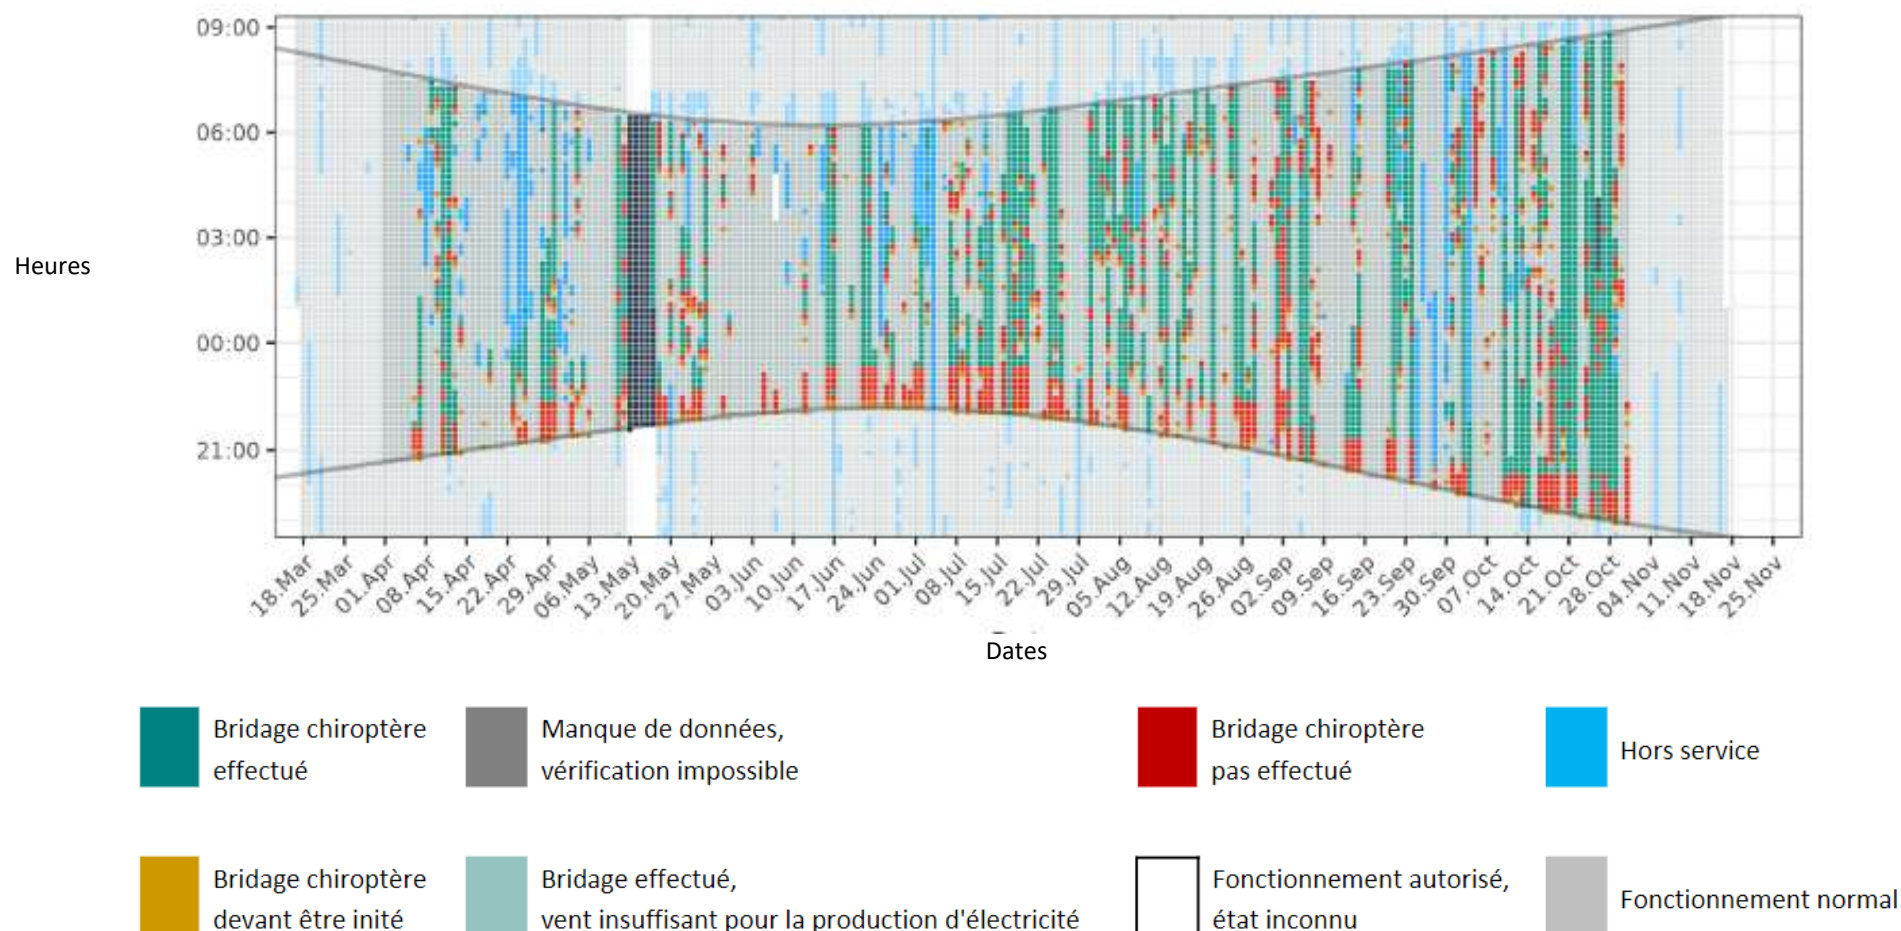 09:00
06:00
03:00
Heures
00:00
21:00
18.Mar
25.Mar
01.Apr
08.Apr
15.Apr
22.Apr
29.Apr
06.May
13.May
20.May
27.May
03.Jun
10.Jun
17.Jun
24.Jun
01.Jul
08.Jul
15.Jul
22.Jul
29.Jul
05.Aug
12.Aug
19.Aug
26.Aug
02.Sep
09.Sep
16.Sep
23.Sep
30.Sep
07.Oct
14.Oct
21.Oct
28.Oct
04.Nov
11.Nov
18.Nov
25.Nov
Dates
Bridage chiroptère
effectué
Manque de données,
vérification impossible
Bridage chiroptère
pas effectué
Hors service
Bridage chiroptère
devant être inité
Bridage effectué,
vent insuffisant pour la production d'électricité
Fonctionnement autorisé,
état inconnu
Fonctionnement normal